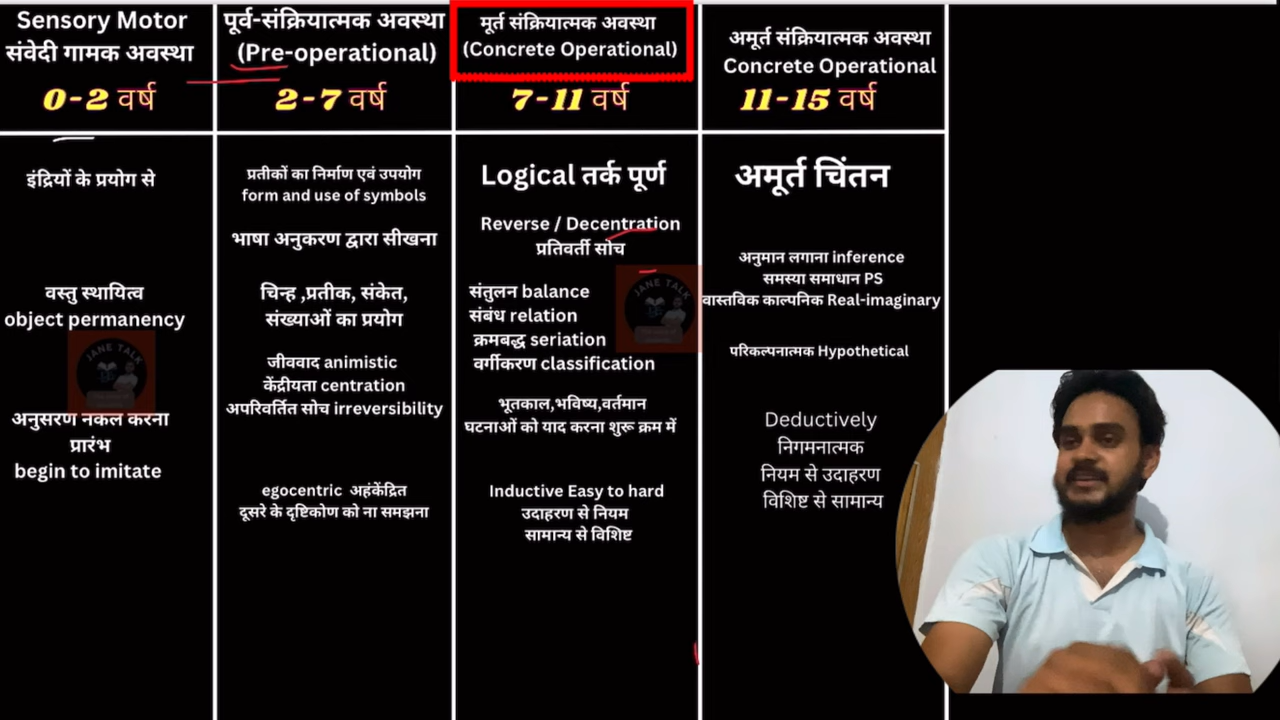 Sensory Motor
संवेदी गामक अवस्था
0-2 वर्ष
इंद्रियों के प्रयोग से
वस्तु स्थायित्व
object permanency
अनुसरण नकल करना
प्रारंभ
begin to imitate
पूर्व-संक्रियात्मक अवस्था
(Pre-operational)
2-7 वर्ष
प्रतीकों का निर्माण एवं उपयोग
form and use of symbols
भाषा अनुकरण द्वारा सीखना
चिन्ह ,प्रतीक, संकेत,
संख्याओं का प्रयोग
जीववाद animistic
केंद्रीयता centration
अपरिवर्तित सोच irreversibility
egocentric अहंकेंद्रित
दूसरे के दृष्टिकोण को ना समझना
मूर्त संक्रियात्मक अवस्था
(Concrete Operational)
7-11 वर्ष
Logical तर्क पूर्ण
Reverse / Decentration
प्रतिवर्ती सोच
संतुलन balance
संबंध relation
क्रमबद्ध seriation
वर्गीकरण classification
भूतकाल,भविष्य,वर्तमान
घटनाओं को याद करना शुरू क्रम में
Inductive Easy to hard
उदाहरण से नियम
सामान्य से विशिष्ट
अमूर्त संक्रियात्मक अवस्था
Concrete Operational
11-15 वर्ष
अमूर्त चिंतन
अनुमान लगाना inference
समस्या समाधान PS
वास्तविक काल्पनिक Real-imaginary
परिकल्पनात्मक Hypothetical
Deductively
निगमनात्मक
नियम से उदाहरण
विशिष्ट से सामान्य
JANE TALK
JANE TALK